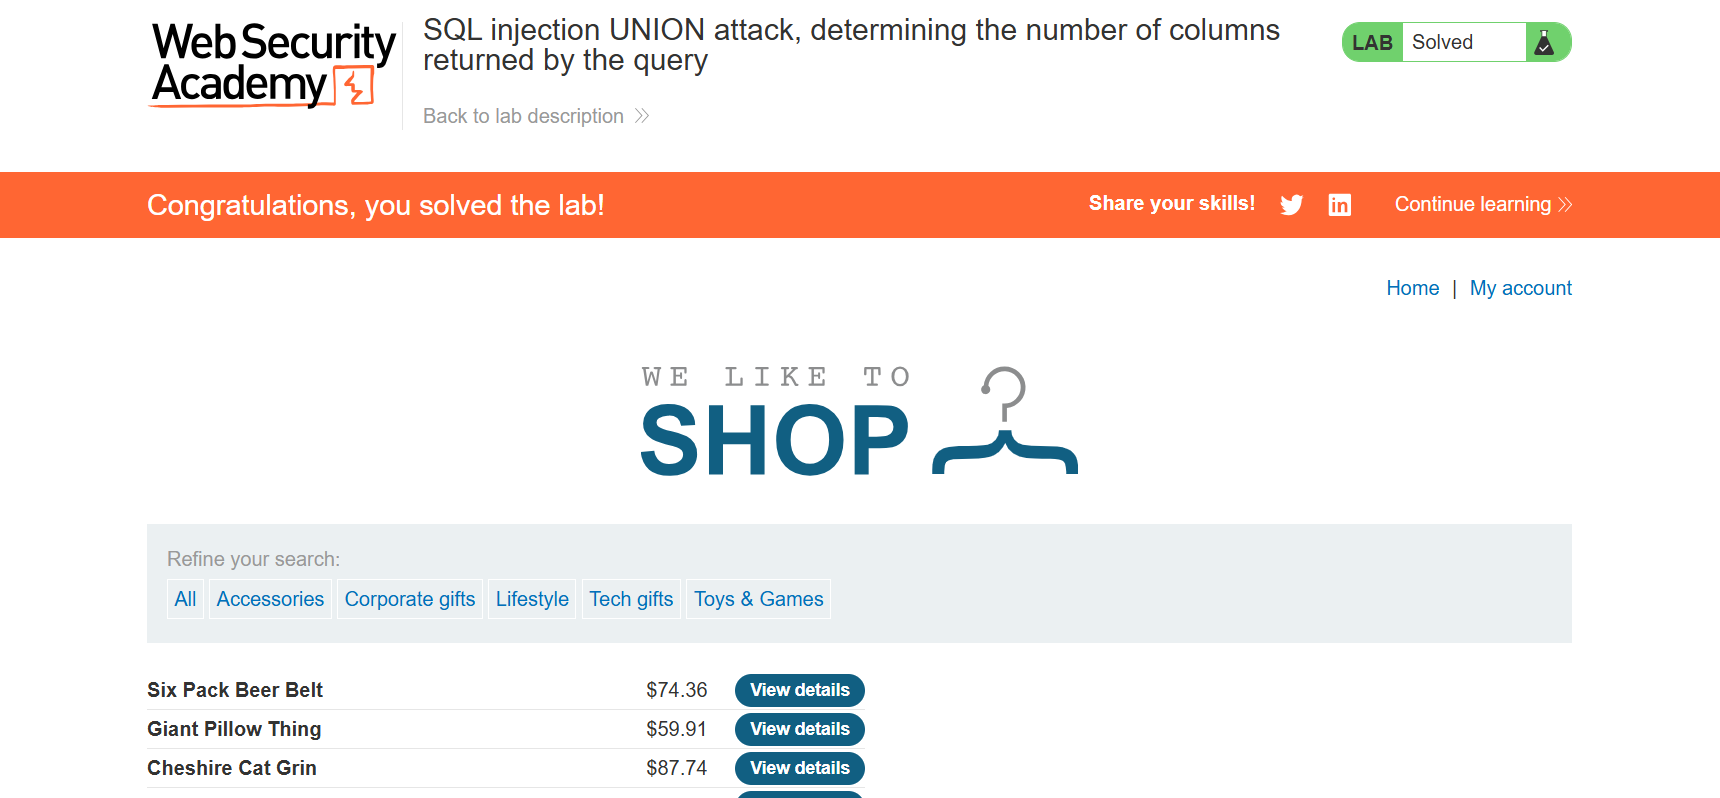 Web Security
Academy
SQL injection UNION attack, determining the number of columns
returned by the query
Back to lab description
LAB Solved
Congratulations, you solved the lab!
Share your skills!
Continue learning
Home | My account
WE LIKE TO
SHOP
Refine your search:
All Accessories Corporate gifts Lifestyle Tech gifts Toys & Games
Six Pack Beer Belt $74.36 View details
Giant Pillow Thing $59.91 View details
Cheshire Cat Grin $87.74 View details